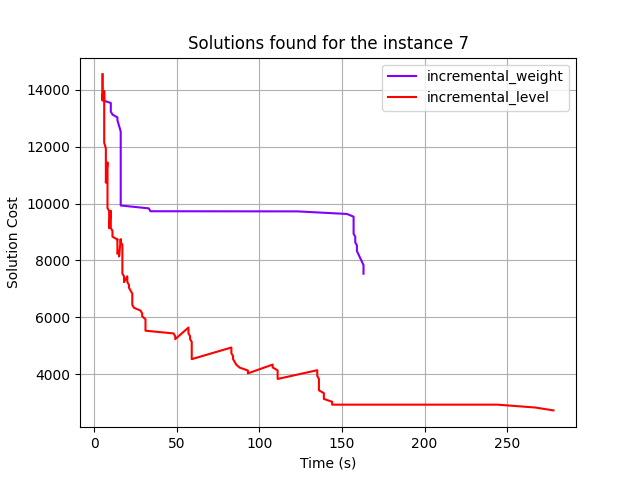 Solutions found for the instance 7
incremental_weight
incremental_level
14000
12000
10000
8000
6000
4000
Solution Cost
0
50
100
150
200
250
Time (s)